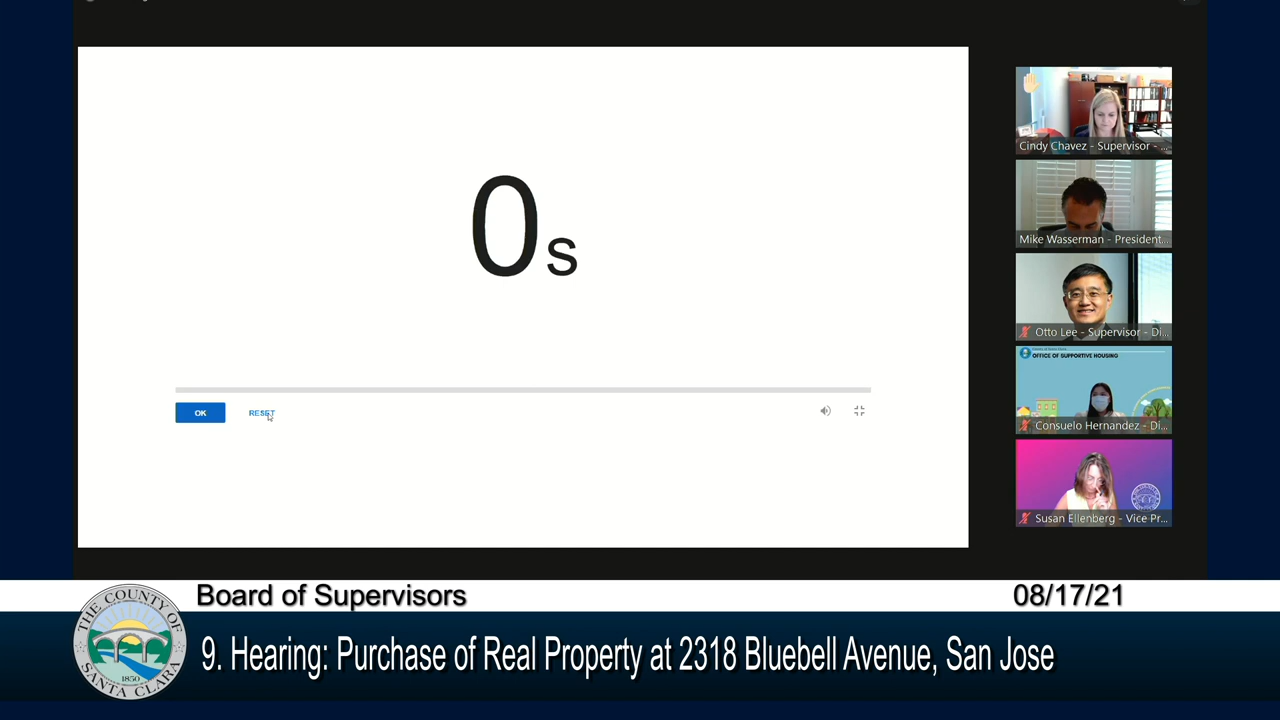 0s
OK
RESET
Cindy Chavez - Supervisor - ...
Mike Wasserman - President...
Otto Lee - Supervisor - Di...
OFFICE OF SUPPORTIVE HOUSING
Consuelo Hernandez - Di...
Susan Ellenberg - Vice Pr...
Board of Supervisors
08/17/21
THE COUNTY OF SANTA CLARA
1850
9. Hearing: Purchase of Real Property at 2318 Bluebell Avenue, San Jose